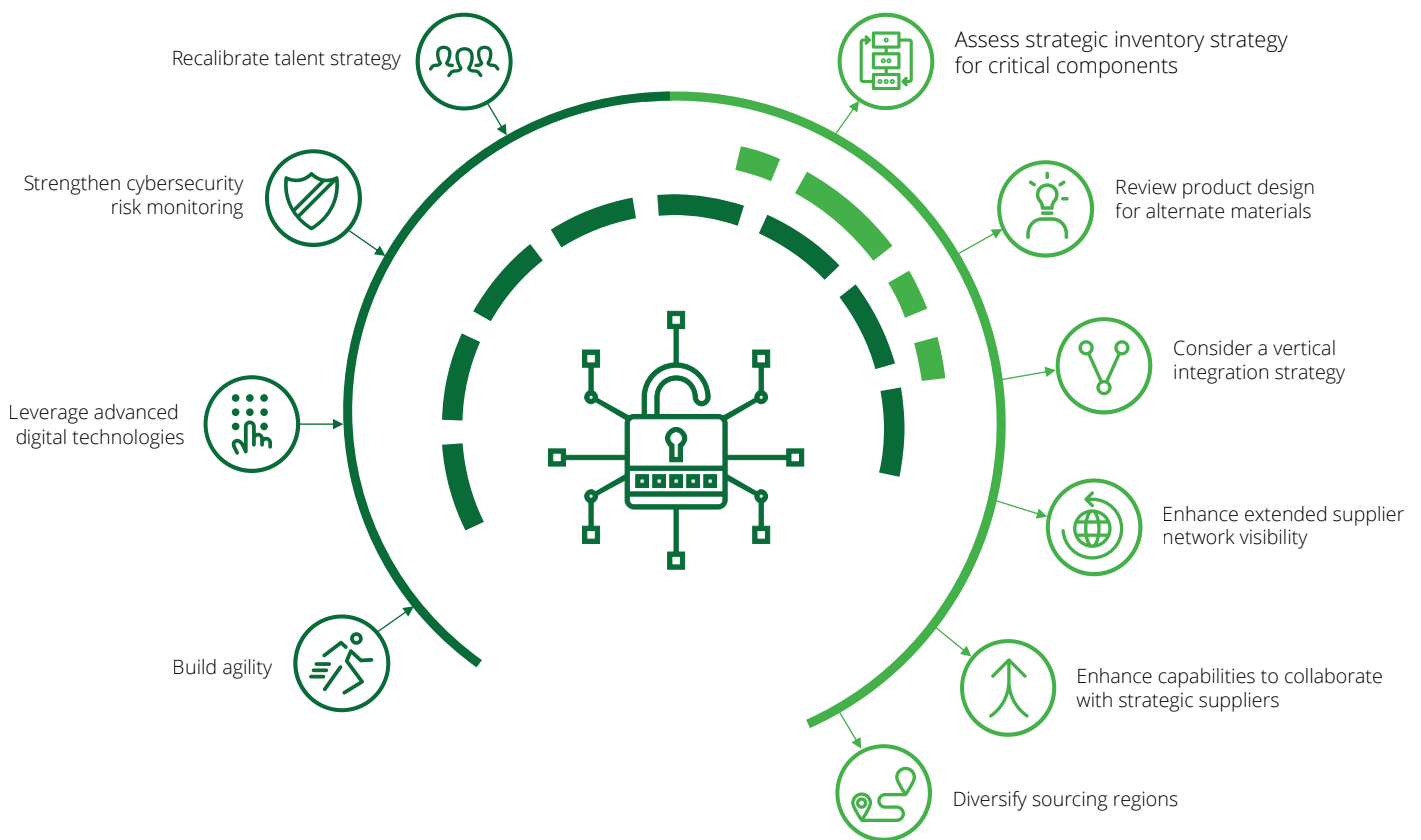 Recalibrate talent strategy
Strengthen cybersecurity
risk monitoring
Leverage advanced
digital technologies
Build agility
Assess strategic inventory strategy
for critical components
Review product design
for alternate materials
Consider a vertical
integration strategy
Enhance extended supplier
network visibility
Enhance capabilities to collaborate
with strategic suppliers
Diversify sourcing regions